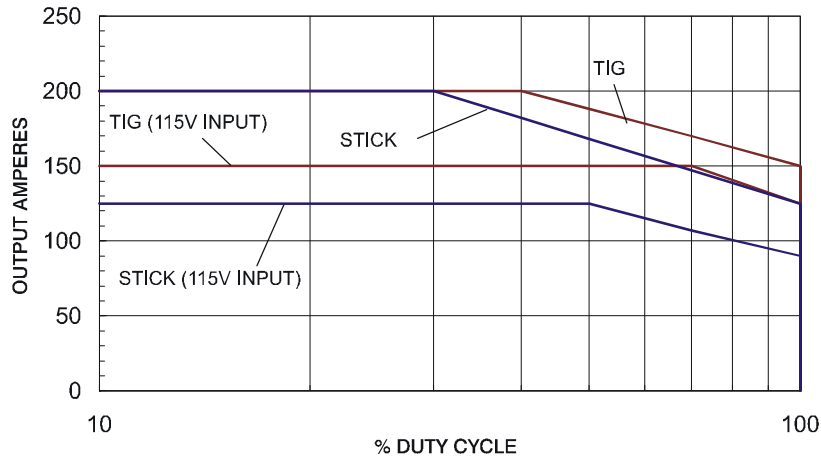 250
200
150
100
50
0
OUTPUT AMPERES
TIG
TIG (115V INPUT)
STICK
STICK (115V INPUT)
10
100
% DUTY CYCLE